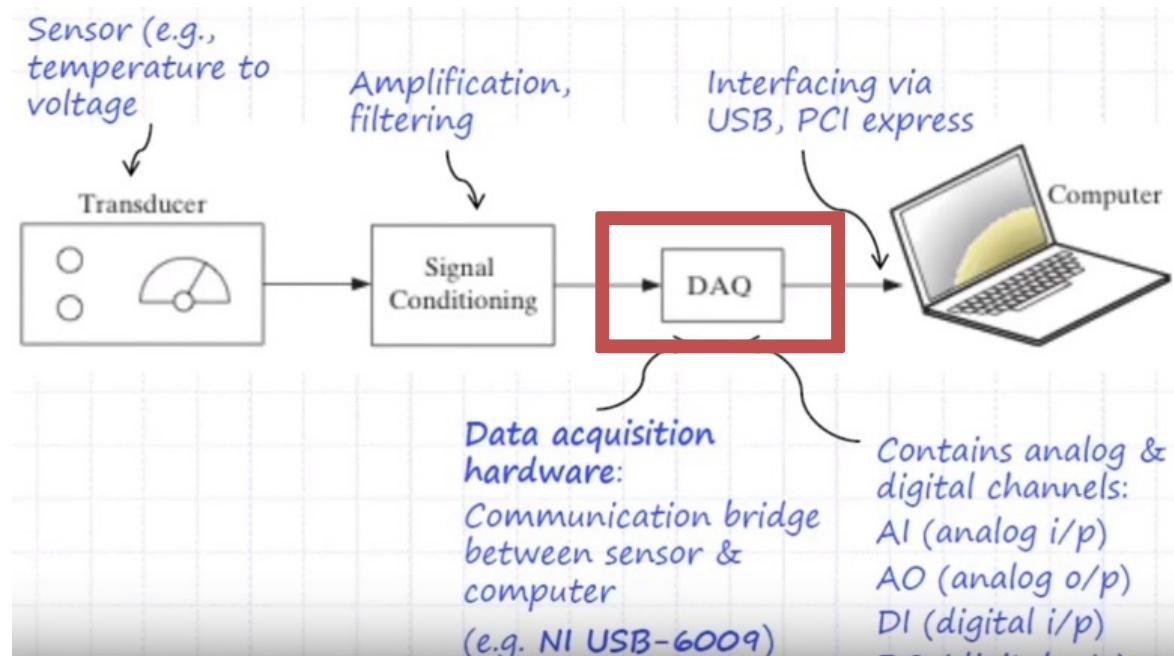 Sensor (e.g.,
temperature to
voltage
Amplification,
filtering
Interfacing via
USB, PCI express
Transducer
Computer
Signal
Conditioning
DAQ
Data acquisition
hardware:
Communication bridge
between sensor &
computer
(e.g. NI USB-6009)
Contains analog &
digital channels:
AI (analog i/p)
AO (analog o/p)
DI (digital i/p)